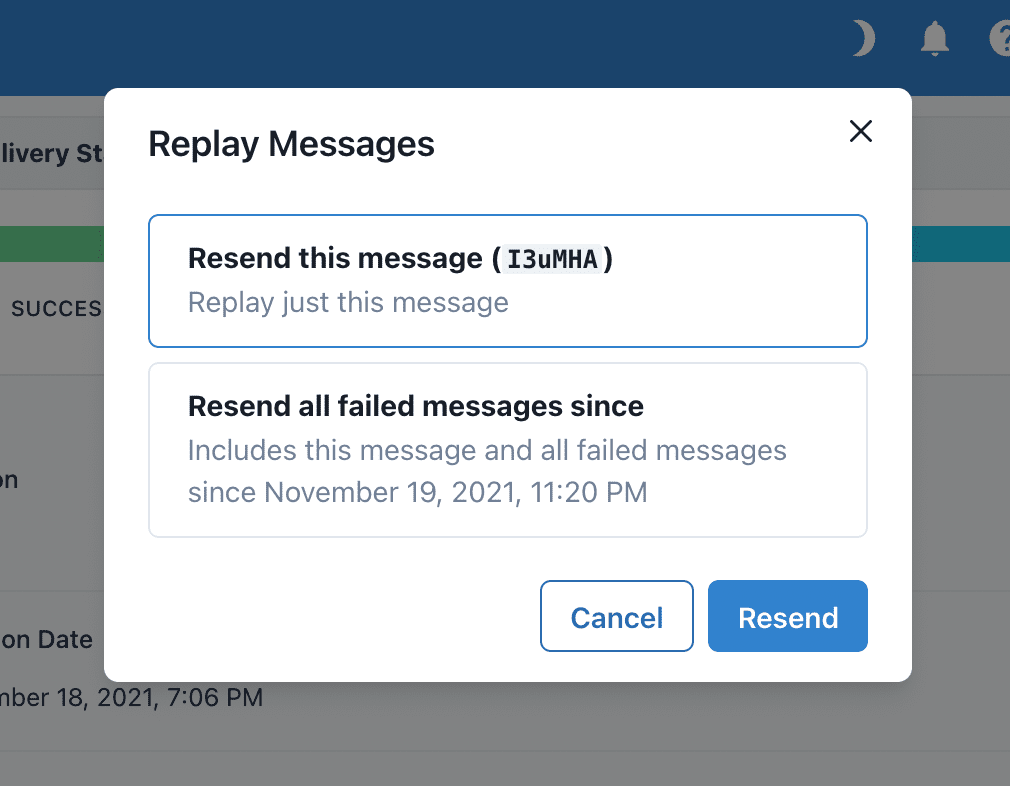 Replay Messages
Resend this message (I3uMHA)
Replay just this message
Resend all failed messages since
Includes this message and all failed messages
since November 19, 2021, 11:20 PM
Cancel
Resend
livery St
SUCCES
on
on Date
mber 18, 2021, 7:06 PM